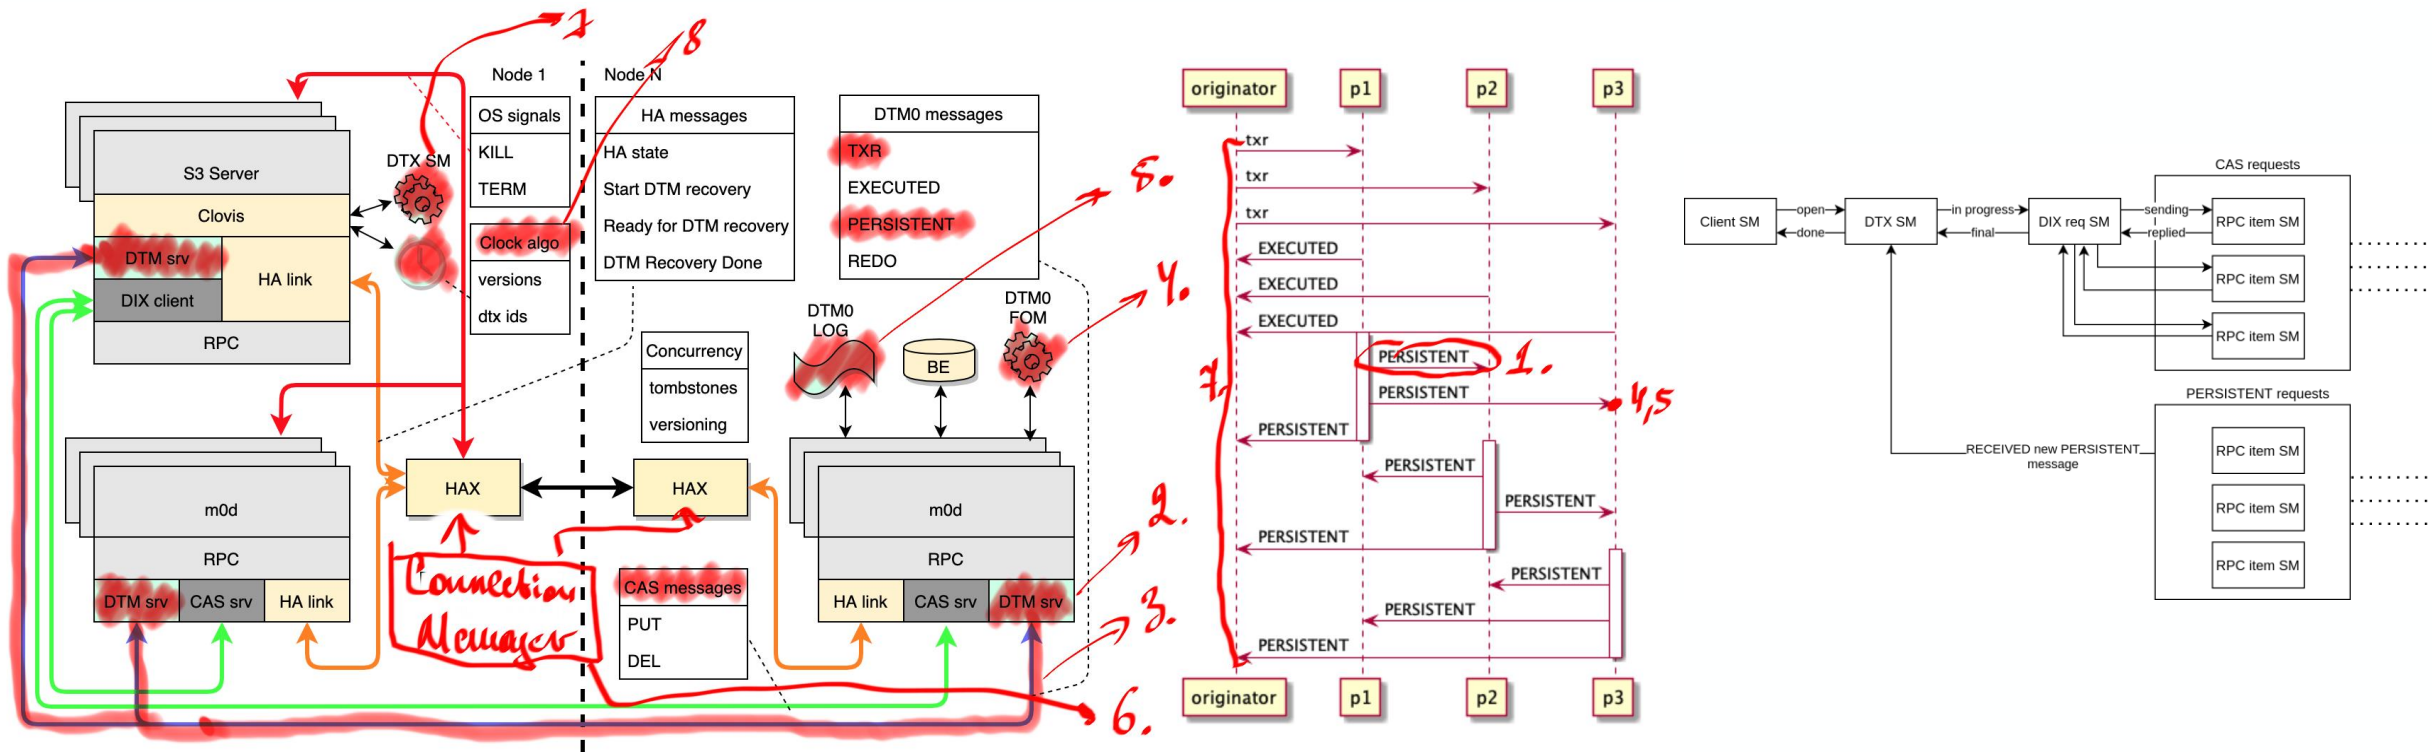 7
8
Node 1
Node N
OS signals
KILL
TERM
HA messages
HA state
Start DTM recovery
Ready for DTM recovery
DTM Recovery Done
DTM0 messages
TXR
EXECUTED
PERSISTENT
REDO
S3 Server
Clovis
DTM srv
DIX client
HA link
RPC
DTX SM
Clock algo
versions
dtx ids
5.
4.
Concurrency
tombstones
versioning
DTM0
LOG
BE
DTM0
FOM
HAX
HAX
m0d
RPC
DTM srv
CAS srv
HA link
Connection
Manager
CAS messages
PUT
DEL
m0d
RPC
HA link
CAS srv
DTM srv
2.
3.
6.
originator
p1
p2
p3
txr
txr
txr
EXECUTED
EXECUTED
EXECUTED
PERSISTENT
1.
7.
PERSISTENT
4,5
PERSISTENT
PERSISTENT
PERSISTENT
PERSISTENT
PERSISTENT
PERSISTENT
PERSISTENT
originator
p1
p2
p3
Client SM
open
done
DTX SM
in progress
final
DIX req SM
sending
replied
CAS requests
RPC item SM
RPC item SM
RPC item SM
PERSISTENT requests
RPC item SM
RPC item SM
RPC item SM
RECEIVED new PERSISTENT
message